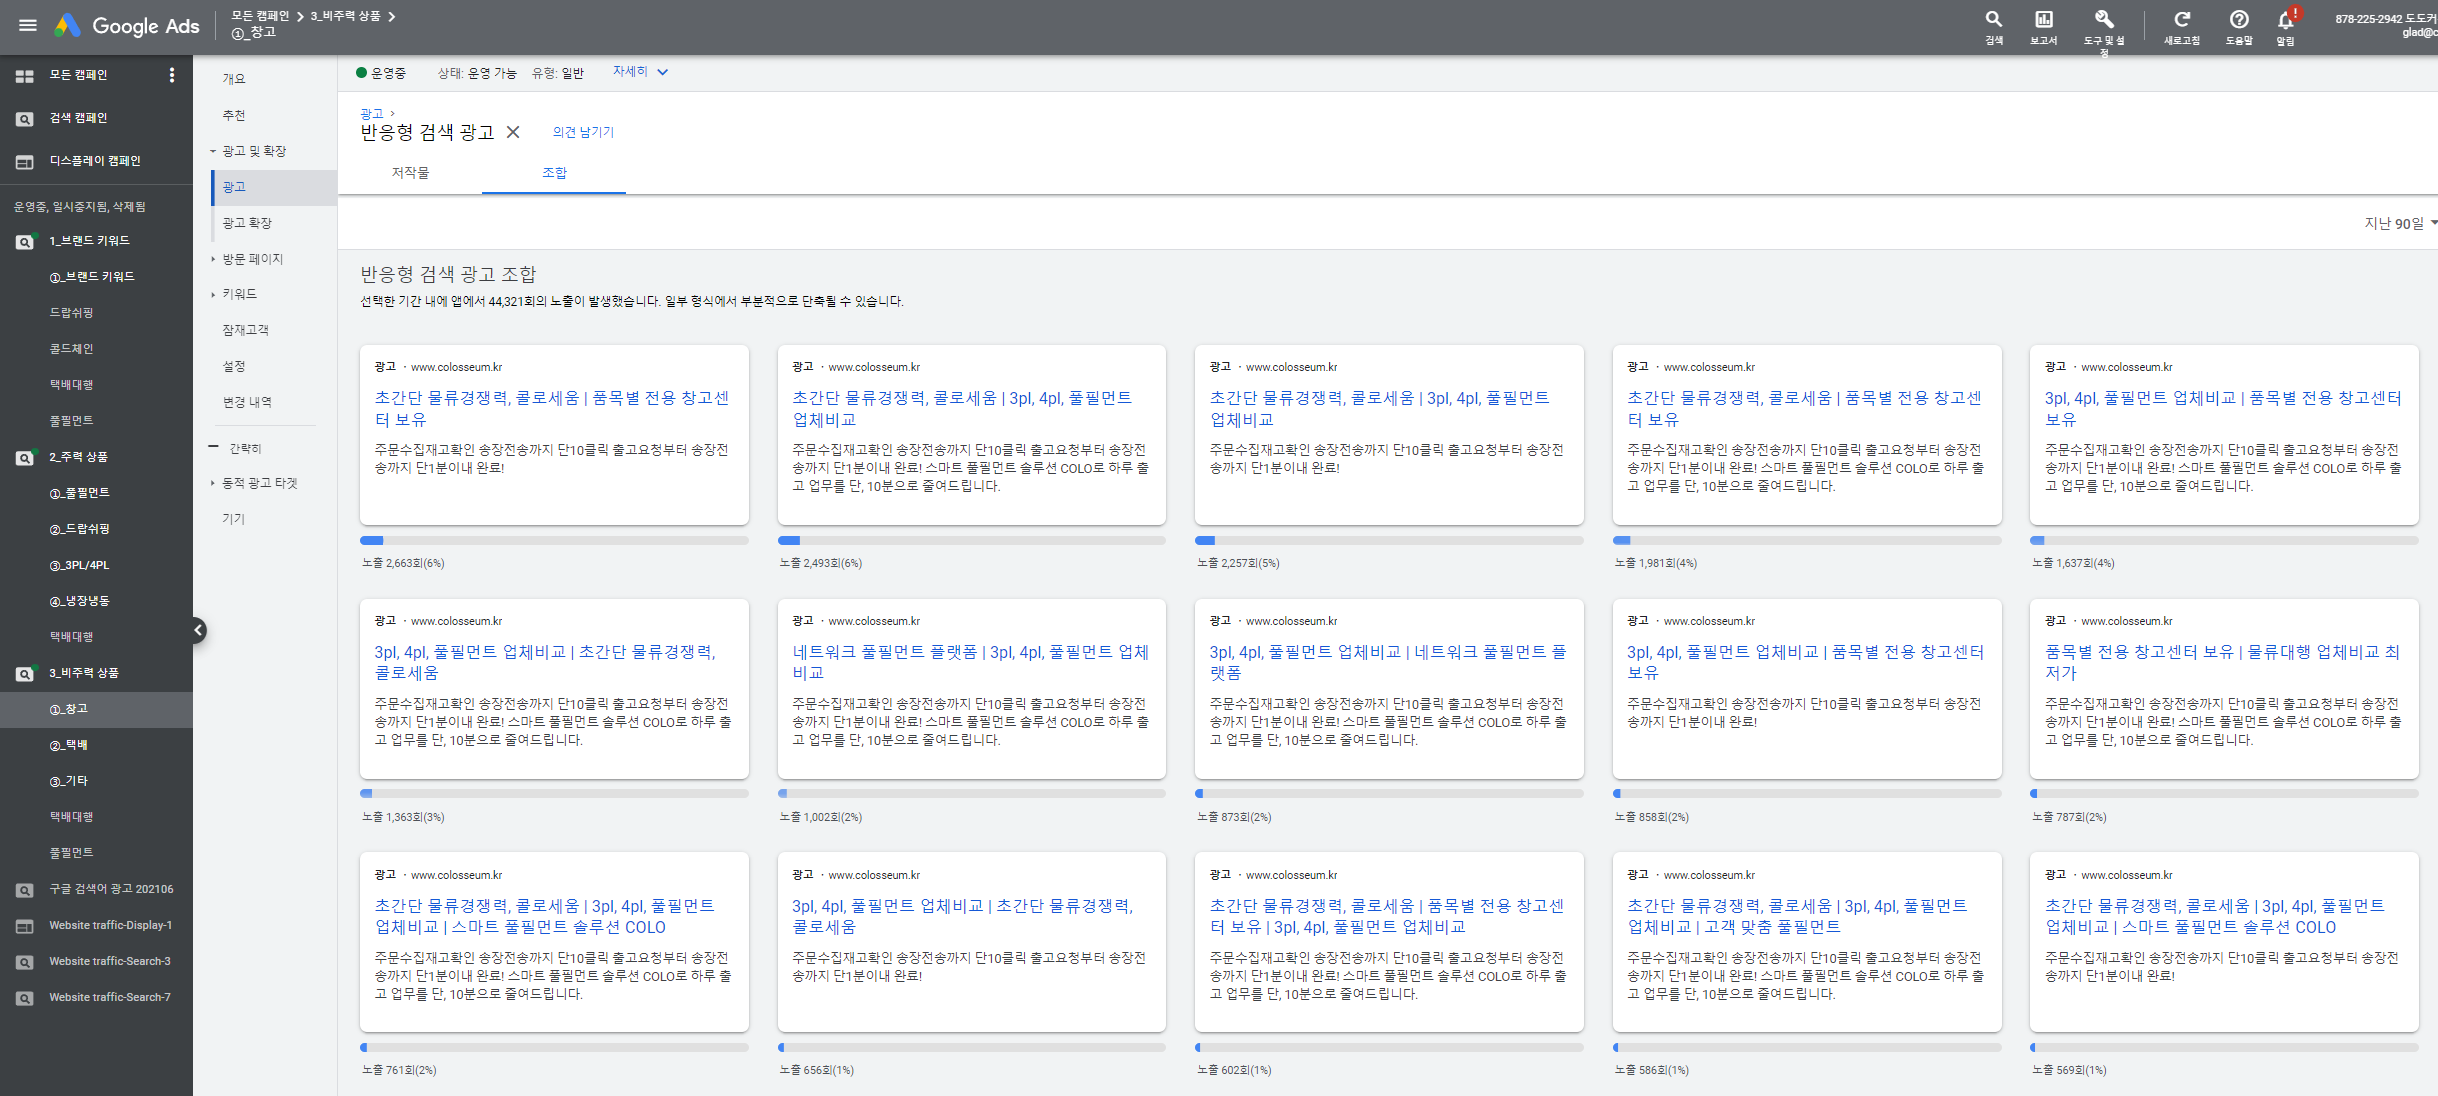 Google Ads
모든 캠페인 > 3_비주력 상품 >
①_창고
검색
보고서
도구 및 설정
새로고침
도움말
!
알림
878-225-2942 도도커
glad@c
모든 캠페인
검색 캠페인
디스플레이 캠페인
운영중, 일시중지됨, 삭제됨
1_브랜드 키워드
①_브랜드 키워드
드랍쉬핑
콜드체인
택배대행
풀필먼트
2_주력 상품
①_풀필먼트
②_드랍쉬핑
③_3PL/4PL
④_냉장냉동
택배대행
3_비주력 상품
①_창고
②_택배
③_기타
택배대행
풀필먼트
구글 검색어 광고 202106
Website traffic-Display-1
Website traffic-Search-3
Website traffic-Search-7
개요
추천
광고 및 확장
광고
광고 확장
방문 페이지
키워드
잠재고객
설정
변경 내역
간략히
동적 광고 타겟
기기
운영중 상태: 운영 가능 유형: 일반 자세히
광고 >
반응형 검색 광고 의견 남기기
저작물 조합
지난 90일
반응형 검색 광고 조합
선택한 기간 내에 앱에서 44,321회의 노출이 발생했습니다. 일부 형식에서 부분적으로 단축될 수 있습니다.
광고 · www.colosseum.kr
초간단 물류경쟁력, 콜로세움 | 품목별 전용 창고센
터 보유
주문수집재고확인 송장전송까지 단10클릭 출고요청부터 송장전
송까지 단1분이내 완료!
노출 2,663회(6%)
광고 · www.colosseum.kr
초간단 물류경쟁력, 콜로세움 | 3pl, 4pl, 풀필먼트
업체비교
주문수집재고확인 송장전송까지 단10클릭 출고요청부터 송장전
송까지 단1분이내 완료! 스마트 풀필먼트 솔루션 COLO로 하루 출
고 업무를 단, 10분으로 줄여드립니다.
노출 2,493회(6%)
광고 · www.colosseum.kr
초간단 물류경쟁력, 콜로세움 | 3pl, 4pl, 풀필먼트
업체비교
주문수집재고확인 송장전송까지 단10클릭 출고요청부터 송장전
송까지 단1분이내 완료!
노출 2,257회(5%)
광고 · www.colosseum.kr
초간단 물류경쟁력, 콜로세움 | 품목별 전용 창고센
터 보유
주문수집재고확인 송장전송까지 단10클릭 출고요청부터 송장전
송까지 단1분이내 완료! 스마트 풀필먼트 솔루션 COLO로 하루 출
고 업무를 단, 10분으로 줄여드립니다.
노출 1,981회(4%)
광고 · www.colosseum.kr
3pl, 4pl, 풀필먼트 업체비교 | 품목별 전용 창고센터
보유
주문수집재고확인 송장전송까지 단10클릭 출고요청부터 송장전
송까지 단1분이내 완료! 스마트 풀필먼트 솔루션 COLO로 하루 출
고 업무를 단, 10분으로 줄여드립니다.
노출 1,637회(4%)
광고 · www.colosseum.kr
3pl, 4pl, 풀필먼트 업체비교 | 초간단 물류경쟁력,
콜로세움
주문수집재고확인 송장전송까지 단10클릭 출고요청부터 송장전
송까지 단1분이내 완료! 스마트 풀필먼트 솔루션 COLO로 하루 출
고 업무를 단, 10분으로 줄여드립니다.
노출 1,363회(3%)
광고 · www.colosseum.kr
네트워크 풀필먼트 플랫폼 | 3pl, 4pl, 풀필먼트 업체
비교
주문수집재고확인 송장전송까지 단10클릭 출고요청부터 송장전
송까지 단1분이내 완료! 스마트 풀필먼트 솔루션 COLO로 하루 출
고 업무를 단, 10분으로 줄여드립니다.
노출 1,002회(2%)
광고 · www.colosseum.kr
3pl, 4pl, 풀필먼트 업체비교 | 네트워크 풀필먼트 플
랫폼
주문수집재고확인 송장전송까지 단10클릭 출고요청부터 송장전
송까지 단1분이내 완료! 스마트 풀필먼트 솔루션 COLO로 하루 출
고 업무를 단, 10분으로 줄여드립니다.
노출 873회(2%)
광고 · www.colosseum.kr
3pl, 4pl, 풀필먼트 업체비교 | 품목별 전용 창고센터
보유
주문수집재고확인 송장전송까지 단10클릭 출고요청부터 송장전
송까지 단1분이내 완료!
노출 858회(2%)
광고 · www.colosseum.kr
품목별 전용 창고센터 보유 | 물류대행 업체비교 최
저가
주문수집재고확인 송장전송까지 단10클릭 출고요청부터 송장전
송까지 단1분이내 완료! 스마트 풀필먼트 솔루션 COLO로 하루 출
고 업무를 단, 10분으로 줄여드립니다.
노출 787회(2%)
광고 · www.colosseum.kr
초간단 물류경쟁력, 콜로세움 | 3pl, 4pl, 풀필먼트
업체비교 | 스마트 풀필먼트 솔루션 COLO
주문수집재고확인 송장전송까지 단10클릭 출고요청부터 송장전
송까지 단1분이내 완료! 스마트 풀필먼트 솔루션 COLO로 하루 출
고 업무를 단, 10분으로 줄여드립니다.
노출 761회(2%)
광고 · www.colosseum.kr
3pl, 4pl, 풀필먼트 업체비교 | 초간단 물류경쟁력,
콜로세움
주문수집재고확인 송장전송까지 단10클릭 출고요청부터 송장전
송까지 단1분이내 완료!
노출 656회(1%)
광고 · www.colosseum.kr
초간단 물류경쟁력, 콜로세움 | 품목별 전용 창고센
터 보유 | 3pl, 4pl, 풀필먼트 업체비교
주문수집재고확인 송장전송까지 단10클릭 출고요청부터 송장전
송까지 단1분이내 완료! 스마트 풀필먼트 솔루션 COLO로 하루 출
고 업무를 단, 10분으로 줄여드립니다.
노출 602회(1%)
광고 · www.colosseum.kr
초간단 물류경쟁력, 콜로세움 | 3pl, 4pl, 풀필먼트
업체비교 | 고객 맞춤 풀필먼트
주문수집재고확인 송장전송까지 단10클릭 출고요청부터 송장전
송까지 단1분이내 완료! 스마트 풀필먼트 솔루션 COLO로 하루 출
고 업무를 단, 10분으로 줄여드립니다.
노출 586회(1%)
광고 · www.colosseum.kr
초간단 물류경쟁력, 콜로세움 | 3pl, 4pl, 풀필먼트
업체비교 | 스마트 풀필먼트 솔루션 COLO
주문수집재고확인 송장전송까지 단10클릭 출고요청부터 송장전
송까지 단1분이내 완료!
노출 569회(1%)